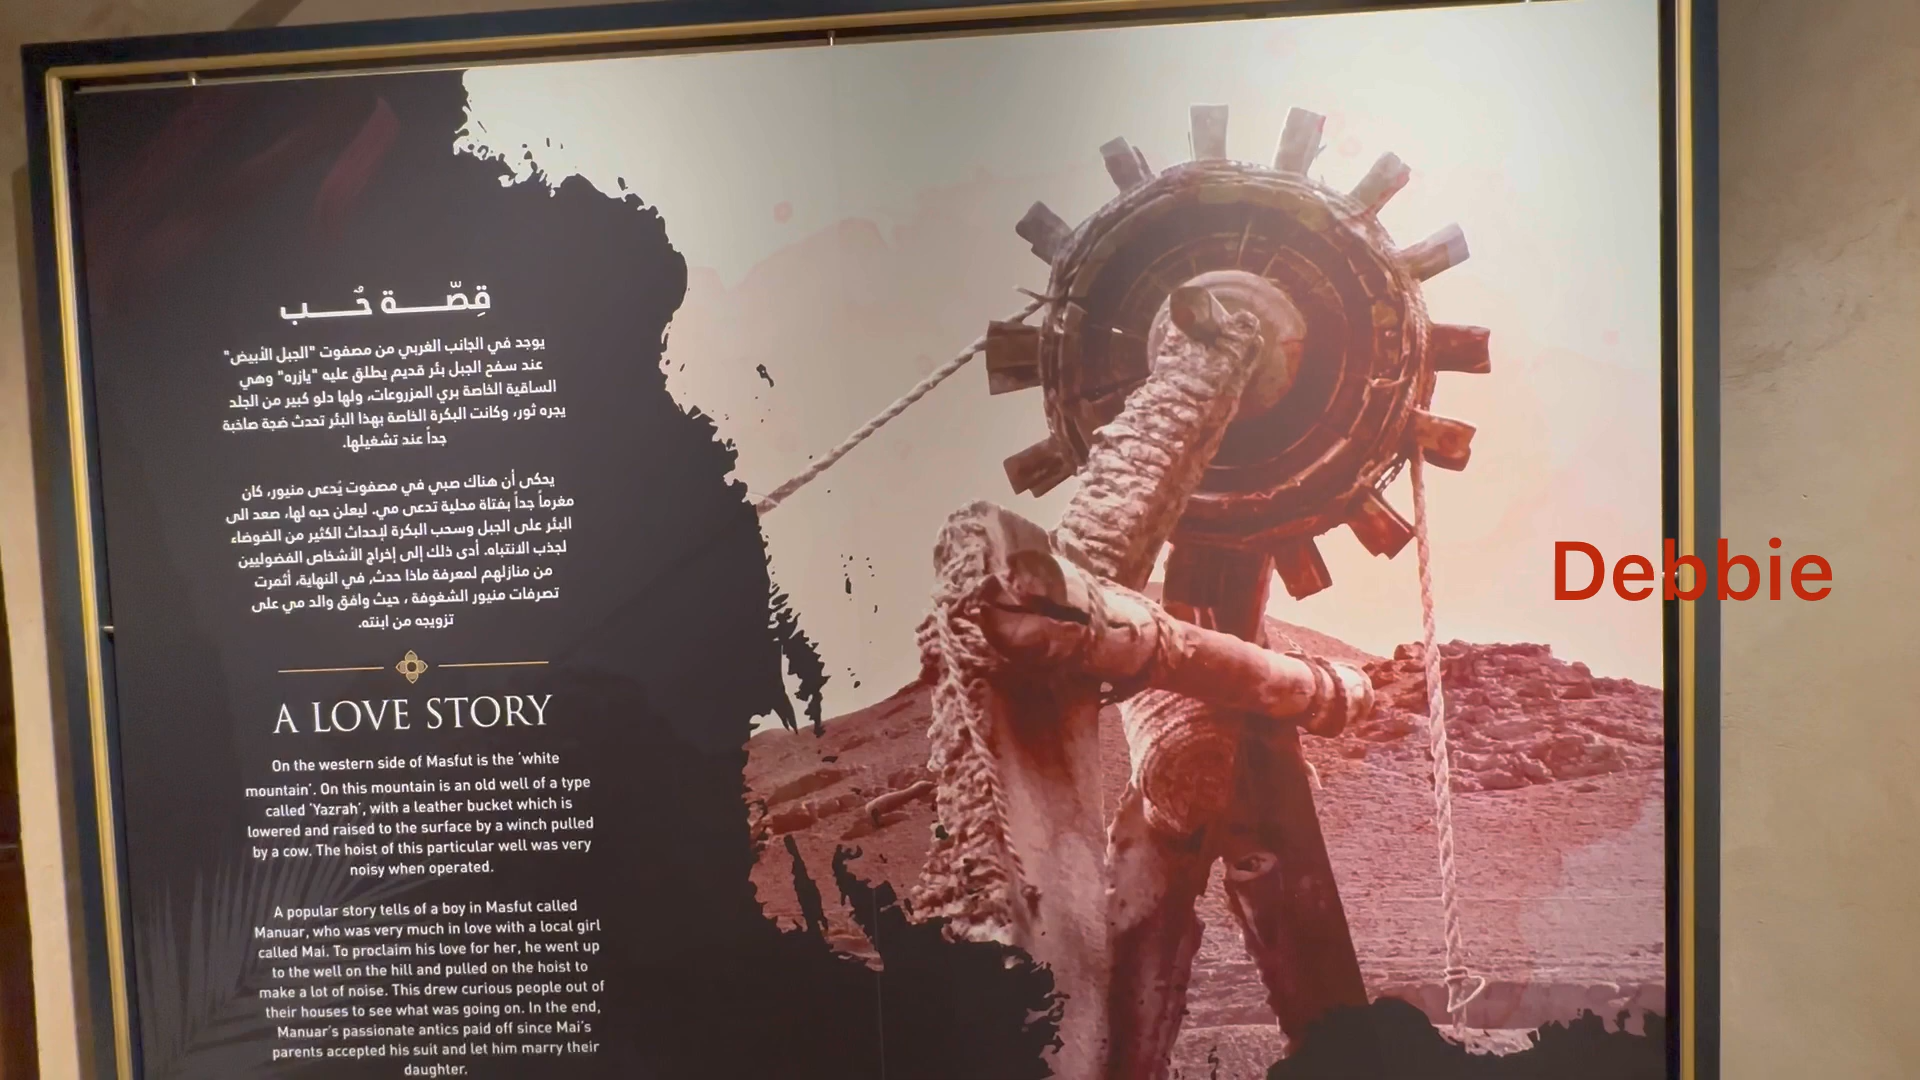 قِصّـــة حُـــب
يوجد في الجانب الغربي من مصفوت "الجبل الأبيض"
عند سفح الجبل بئر قديم يطلق عليه "يازره" وهي
الساقية الخاصة بري المزروعات، ولها دلو كبير من الجلد
يجره ثور، وكانت البكرة الخاصة بهذا البئر تحدث ضجة صاخبة
جداً عند تشغيلها.
يحكى أن هناك صبي في مصفوت يُدعى منيور، كان
مغرماً جداً بفتاة محلية تدعى مي. ليعلن حبه لها، صعد الى
البئر على الجبل وسحب البكرة لإحداث الكثير من الضوضاء
لجذب الانتباه. أدى ذلك إلى إخراج الأشخاص الفضوليين
من منازلهم لمعرفة ماذا حدث, في النهاية، أثمرت
تصرفات منيور الشغوفة ، حيث وافق والد مي على
تزويجه من ابنته.
A LOVE STORY
On the western side of Masfut is the ‘white
mountain’. On this mountain is an old well of a type
called ‘Yazrah’, with a leather bucket which is
lowered and raised to the surface by a winch pulled
by a cow. The hoist of this particular well was very
noisy when operated.
A popular story tells of a boy in Masfut called
Manuar, who was very much in love with a local girl
called Mai. To proclaim his love for her, he went up
to the well on the hill and pulled on the hoist to
make a lot of noise. This drew curious people out of
their houses to see what was going on. In the end,
Manuar’s passionate antics paid off since Mai’s
parents accepted his suit and let him marry their
daughter.
Debbie